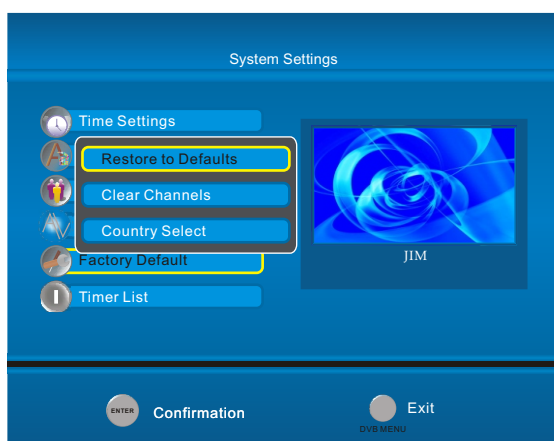 System Settings
Time Settings
Restore to Defaults
Clear Channels
Country Select
Factory Default
Timer List
JIM
ENTER
Confirmation
Exit
DVB MENU